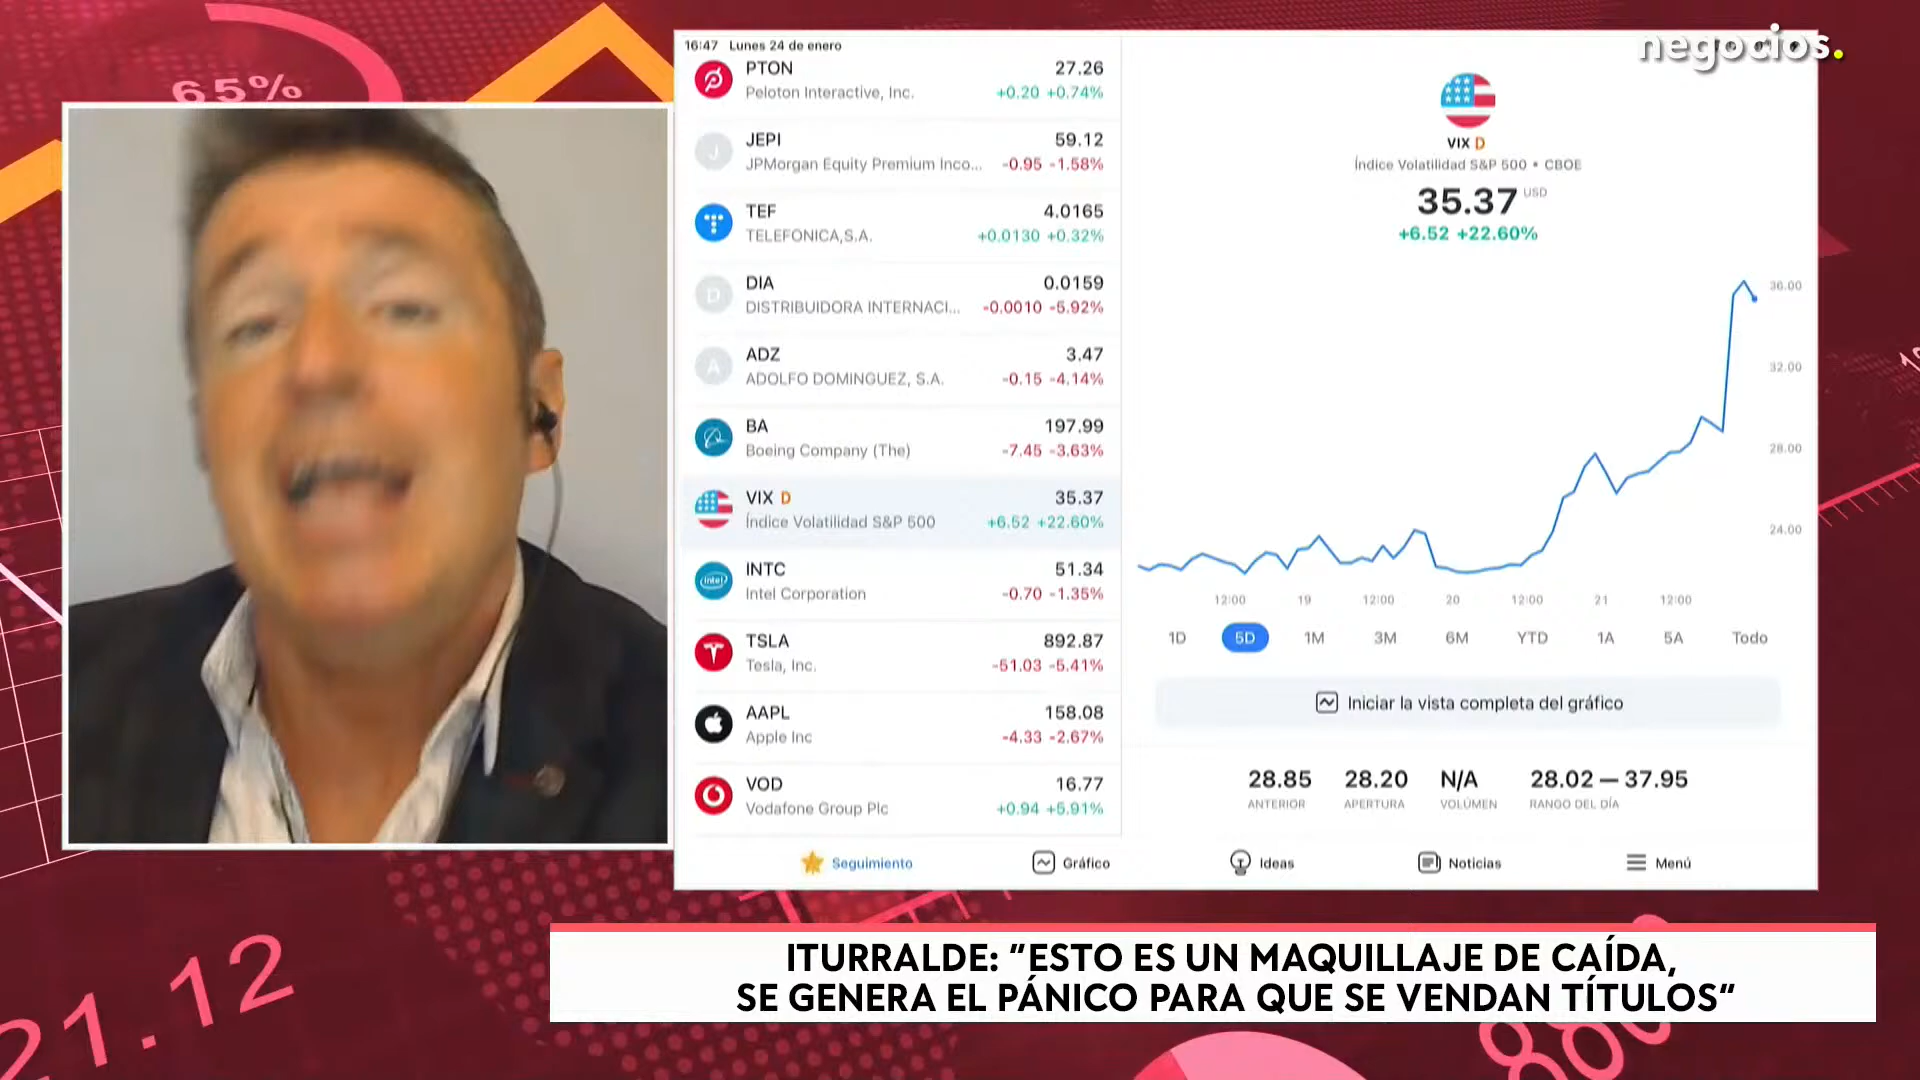 65%
negocios.
16:47 Lunes 24 de enero
PTON 27.26
Peloton Interactive, Inc. +0.20 +0.74%
J
JEPI 59.12
JPMorgan Equity Premium Inco... -0.95 -1.58%
TEF 4.0165
TELEFONICA,S.A. +0.0130 +0.32%
D
DIA 0.0159
DISTRIBUIDORA INTERNACI... -0.0010 -5.92%
A
ADZ 3.47
ADOLFO DOMINGUEZ, S.A. -0.15 -4.14%
BA 197.99
Boeing Company (The) -7.45 -3.63%
VIX D 35.37
Índice Volatilidad S&P 500 +6.52 +22.60%
intel
INTC 51.34
Intel Corporation -0.70 -1.35%
TSLA 892.87
Tesla, Inc. -51.03 -5.41%
AAPL 158.08
Apple Inc -4.33 -2.67%
VOD 16.77
Vodafone Group Plc +0.94 +5.91%
VIX D
Índice Volatilidad S&P 500 • CBOE
35.37 USD
+6.52 +22.60%
36.00
32.00
28.00
24.00
12:00 19 12:00 20 12:00 21 12:00
1D 5D 1M 3M 6M YTD 1A 5A Todo
Iniciar la vista completa del gráfico
28.85 28.20 N/A 28.02 — 37.95
ANTERIOR APERTURA VOLÚMEN RANGO DEL DÍA
Seguimiento Gráfico Ideas Noticias Menú
ITURRALDE: "ESTO ES UN MAQUILLAJE DE CAÍDA,
SE GENERA EL PÁNICO PARA QUE SE VENDAN TÍTULOS"
21.12